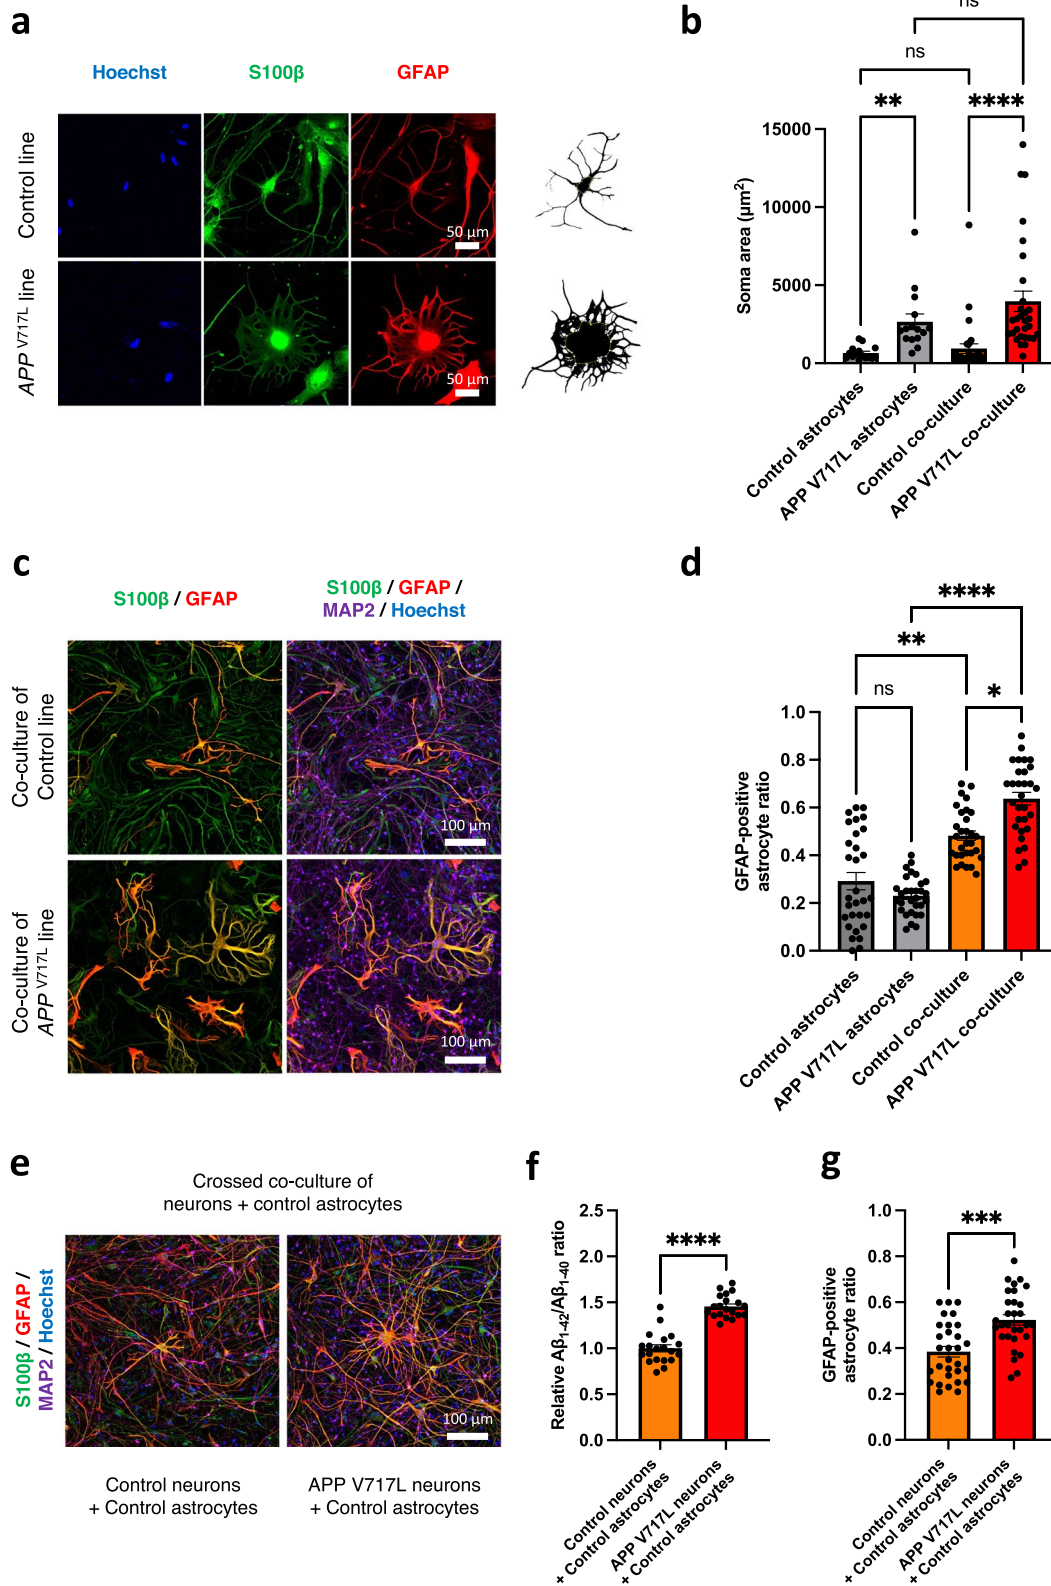 a
Hoechst
S100β
GFAP
Control line
50 µm
APP V717L line
50 µm
b
ns
ns
**
****
15000
10000
5000
0
Soma area (µm²)
Control astrocytes
APP V717L astrocytes
Control co-culture
APP V717L co-culture
c
S100β / GFAP
S100β / GFAP /
MAP2 / Hoechst
Co-culture of
Control line
100 µm
Co-culture of
APP V717L line
100 µm
d
****
**
ns
*
1.0
0.8
0.6
0.4
0.2
0.0
GFAP-positive
astrocyte ratio
Control astrocytes
APP V717L astrocytes
Control co-culture
APP V717L co-culture
e
Crossed co-culture of
neurons + control astrocytes
S100β / GFAP /
MAP2 / Hoechst
100 µm
Control neurons
+ Control astrocytes
APP V717L neurons
+ Control astrocytes
f
****
2.5
2.0
1.5
1.0
0.5
0.0
Relative Aβ1-42/Aβ1-40 ratio
Control neurons
+ Control astrocytes
APP V717L neurons
+ Control astrocytes
g
***
1.0
0.8
0.6
0.4
0.2
0.0
GFAP-positive
astrocyte ratio
Control neurons
+ Control astrocytes
APP V717L neurons
+ Control astrocytes